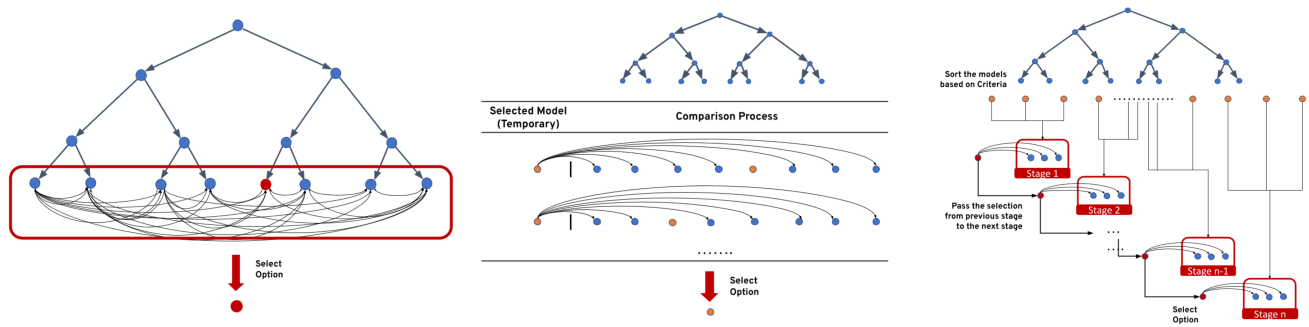 Select
Option
Selected Model
(Temporary)
Comparison Process
.......
Select
Option
Sort the models
based on Criteria
Stage 1
Stage 2
Pass the selection
from previous stage
to the next stage
Stage n-1
Stage n
Select
Option